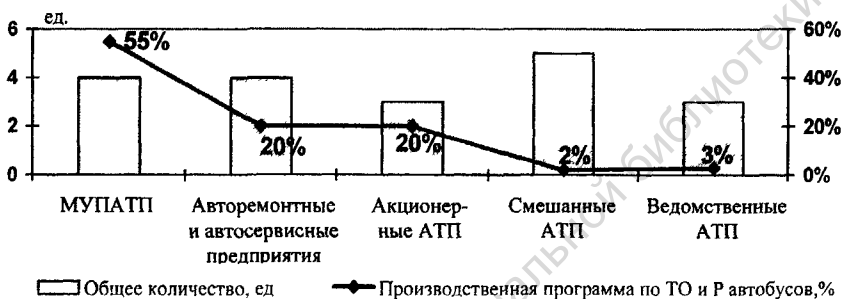 ед.
6
4
2
0
60%
40%
20%
0%
55%
20%
20%
2%
3%
МУПАТП
Авторемонтные
и автосервисные
предприятия
Акционер-
ные АТП
Смешанные
АТП
Ведомственные
АТП
Общее количество, ед
Производственная программа по ТО и Р автобусов,%
библиотеки